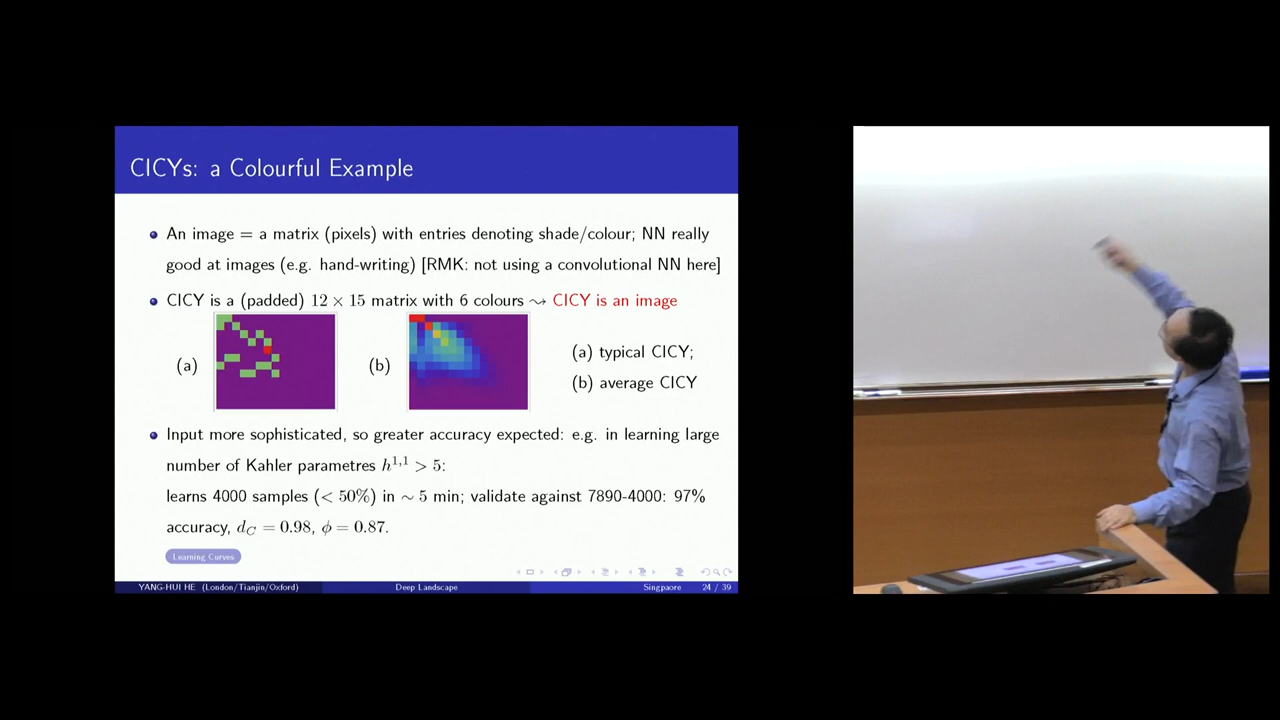 CICYs: a Colourful Example
An image = a matrix (pixels) with entries denoting shade/colour; NN really
good at images (e.g. hand-writing) [RMK: not using a convolutional NN here]
CICY is a (padded) 12 × 15 matrix with 6 colours ⇝ CICY is an image
(a)
(b)
(a) typical CICY;
(b) average CICY
Input more sophisticated, so greater accuracy expected: e.g. in learning large
number of Kahler parametres h^{1,1} > 5:
learns 4000 samples (< 50%) in ∼ 5 min; validate against 7890-4000: 97%
accuracy, d_C = 0.98, ϕ = 0.87.
Learning Curves
YANG-HUI HE (London/Tianjin/Oxford) Deep Landscape Singpaore 24 / 39